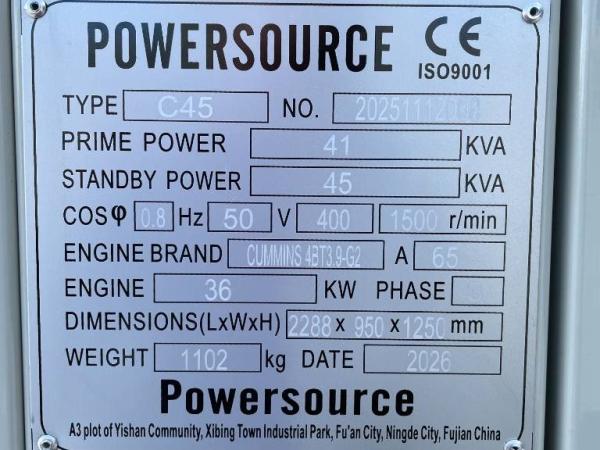 POWERSOURCE CE
ISO9001
TYPE C45 NO.
PRIME POWER 41 KVA
STANDBY POWER 45 KVA
COSφ 0.8 Hz 50 V 400 1500 r/min
ENGINE BRAND CUMMINS 4BT3.9-G2 A 65
ENGINE 36 KW PHASE
DIMENSIONS(LxWxH) 2288 x 950 x 1250 mm
WEIGHT 1102 kg DATE 2026
Powersource
A3 plot of Yishan Community, Xibing Town Industrial Park, Fu'an City, Ningde City, Fujian China